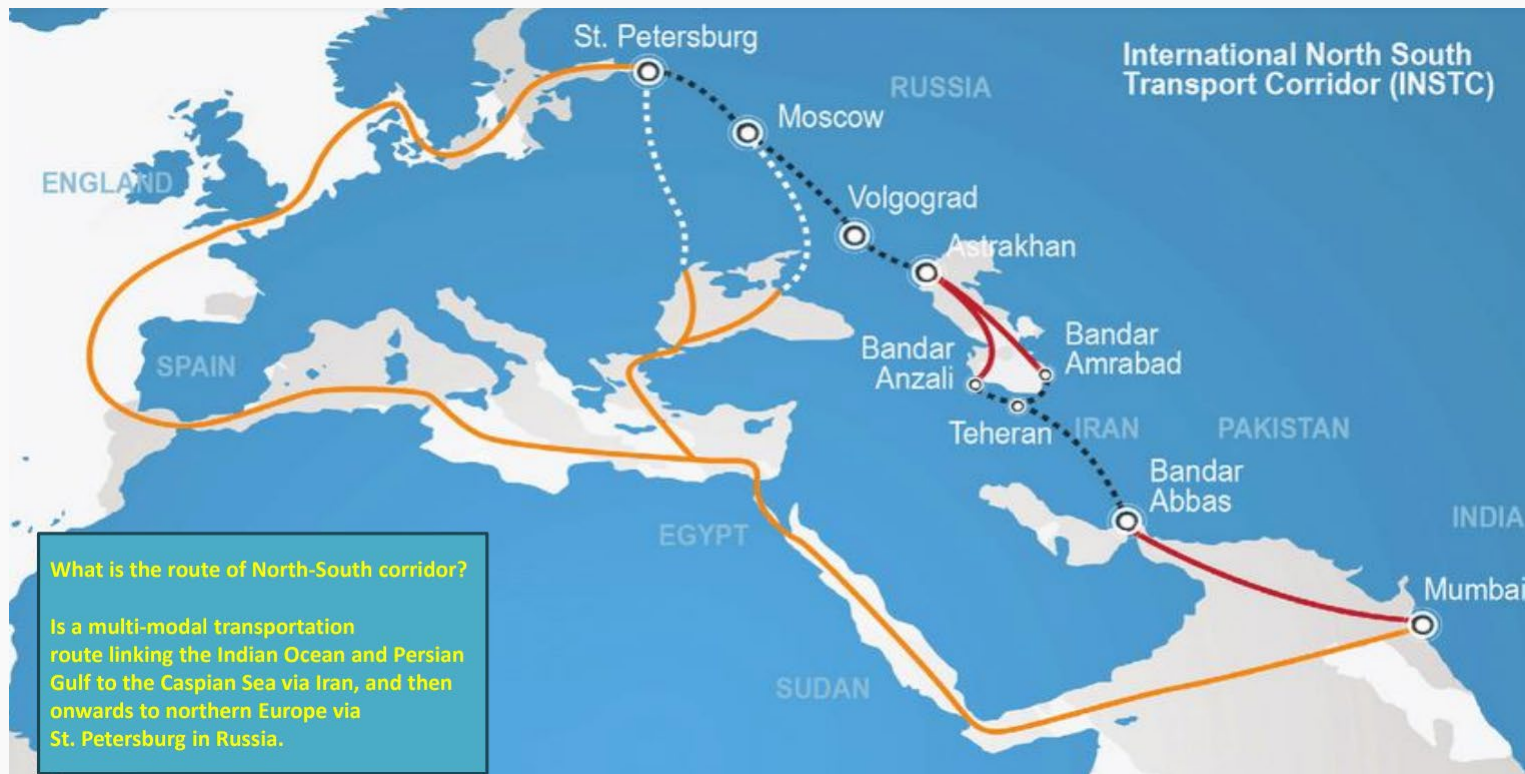 International North South
Transport Corridor (INSTC)
St. Petersburg
RUSSIA
Moscow
ENGLAND
Volgograd
Astrakhan
Bandar
Amrabad
Bandar
Anzali
SPAIN
Teheran
IRAN
PAKISTAN
Bandar
Abbas
INDIA
EGYPT
Mumbai
SUDAN
What is the route of North-South corridor?
Is a multi-modal transportation
route linking the Indian Ocean and Persian
Gulf to the Caspian Sea via Iran, and then
onwards to northern Europe via
St. Petersburg in Russia.